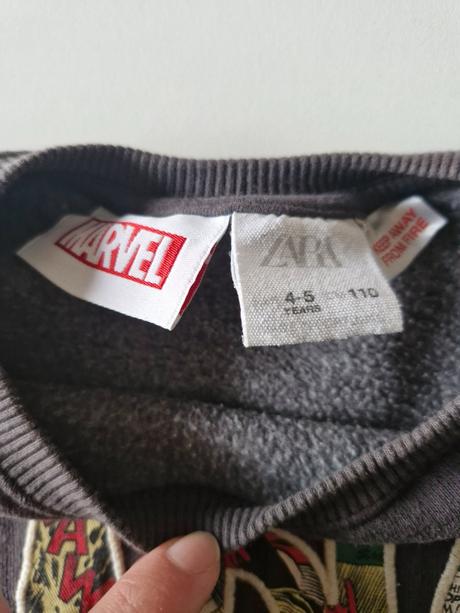 MARVEL
ZARA
4-5
YEARS
110
KEEP AWAY
FROM FIRE